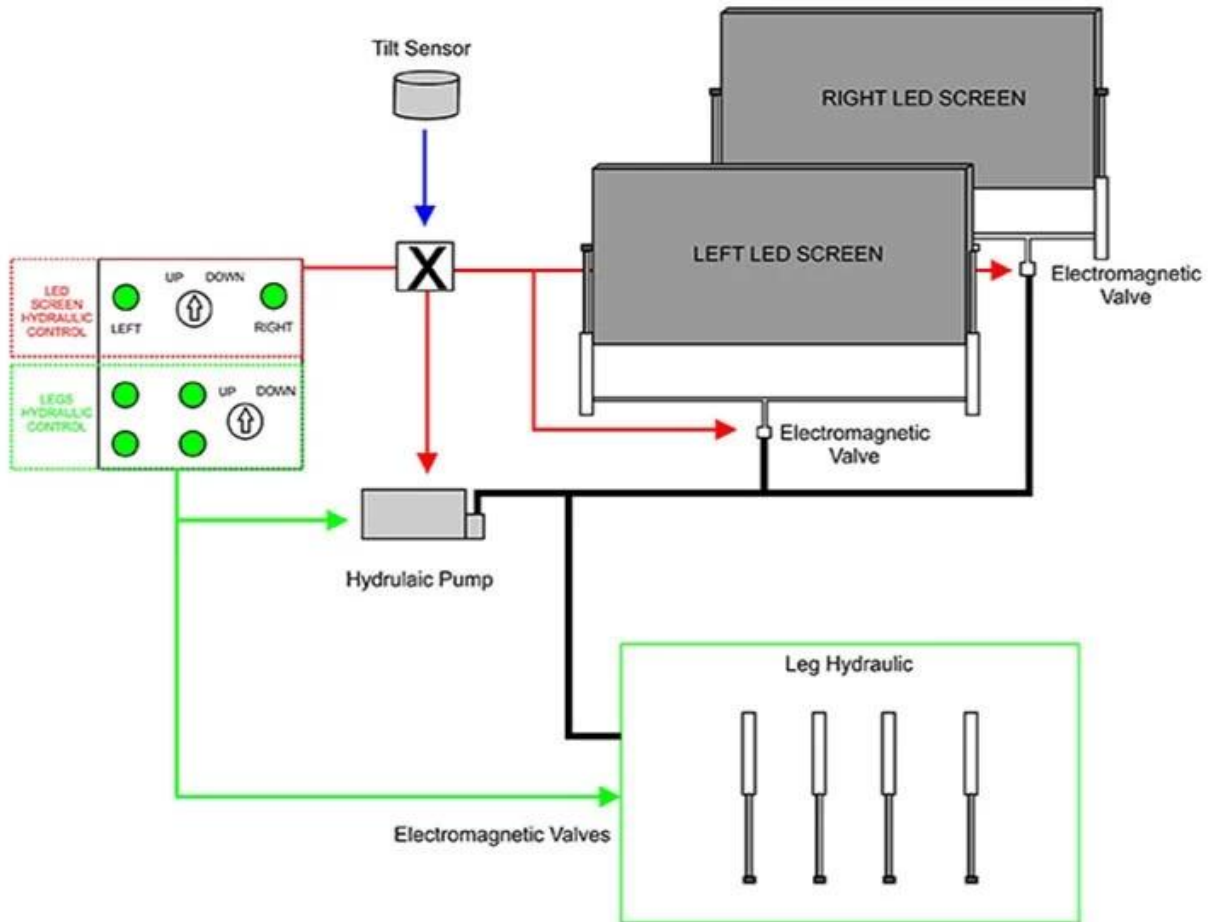 Tilt Sensor
RIGHT LED SCREEN
LEFT LED SCREEN
Electromagnetic
Valve
LED
SCREEN
HYDRAULIC
CONTROL
UP DOWN
LEFT
RIGHT
LEGS
HYDRAULIC
CONTROL
UP DOWN
X
Electromagnetic
Valve
Hydrulaic Pump
Leg Hydraulic
Electromagnetic Valves